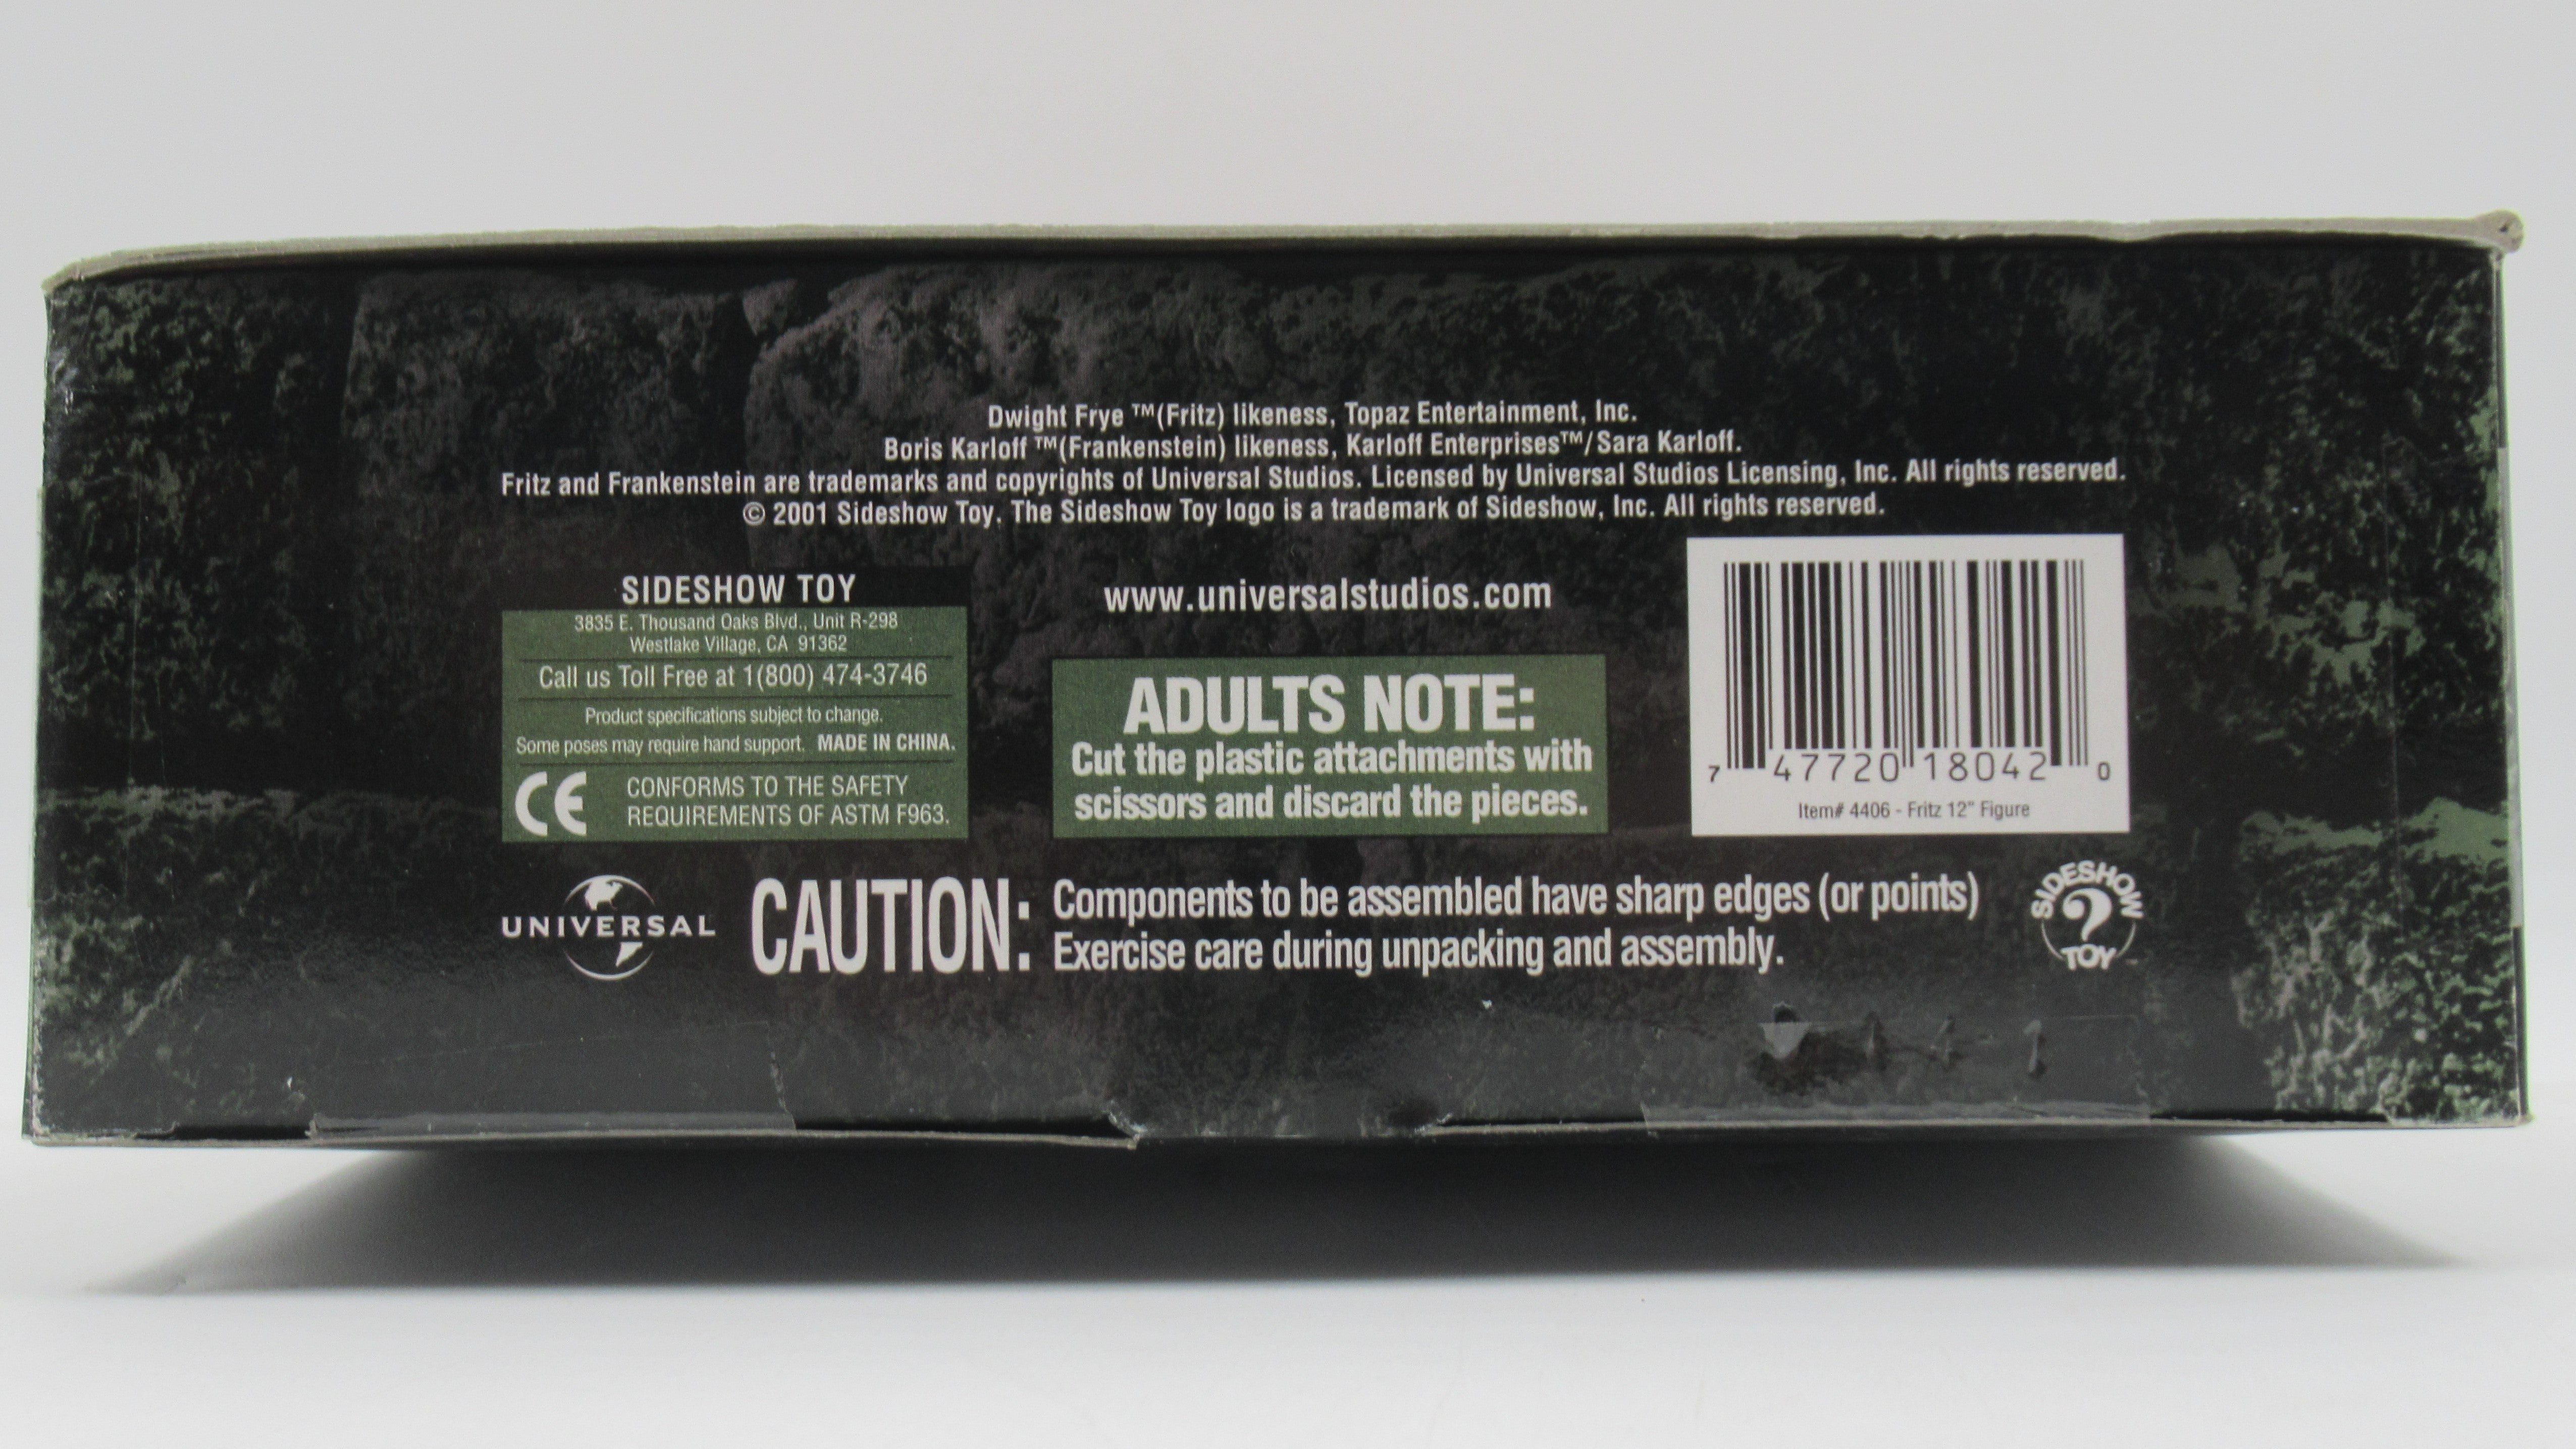 Dwight Frye ™(Fritz) likeness, Topaz Entertainment, Inc.
Boris Karloff ™(Frankenstein) likeness, Karloff Enterprises™/Sara Karloff.
Fritz and Frankenstein are trademarks and copyrights of Universal Studios. Licensed by Universal Studios Licensing, Inc. All rights reserved.
© 2001 Sideshow Toy. The Sideshow Toy logo is a trademark of Sideshow, Inc. All rights reserved.
SIDESHOW TOY
3835 E. Thousand Oaks Blvd., Unit R-298
Westlake Village, CA 91362
Call us Toll Free at 1(800) 474-3746
Product specifications subject to change.
Some poses may require hand support. MADE IN CHINA.
CE CONFORMS TO THE SAFETY
REQUIREMENTS OF ASTM F963.
www.universalstudios.com
ADULTS NOTE:
Cut the plastic attachments with
scissors and discard the pieces.
7 47720 18042 0
Item# 4406 - Fritz 12" Figure
UNIVERSAL
CAUTION: Components to be assembled have sharp edges (or points)
Exercise care during unpacking and assembly.
SIDESHOW
?
TOY